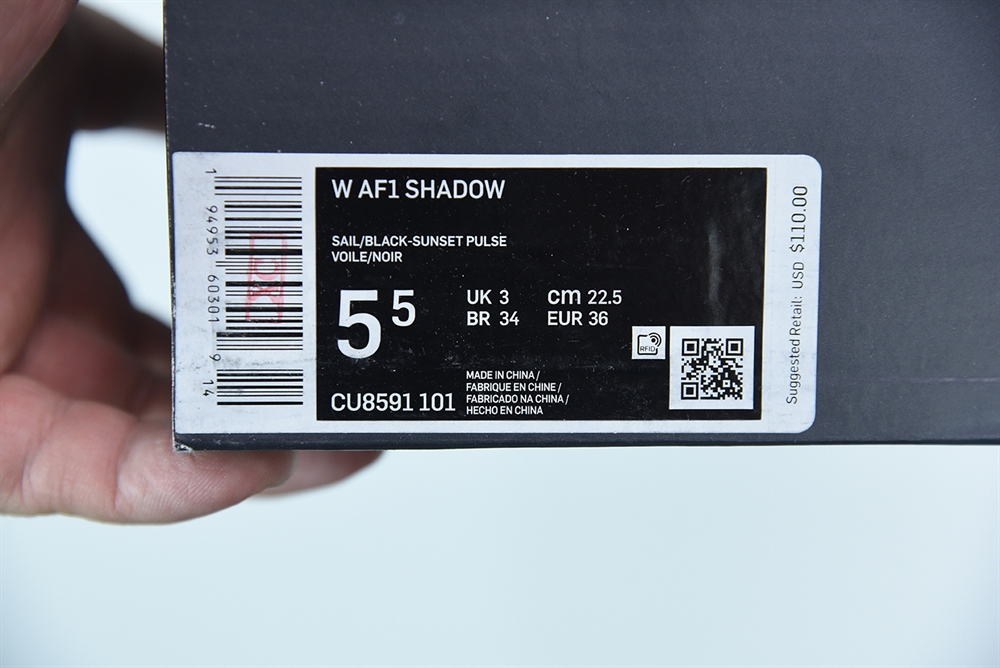 W AF1 SHADOW
SAIL/BLACK-SUNSET PULSE
VOILE/NOIR
5 5
UK 3 cm 22.5
BR 34 EUR 36
RFID
CU8591 101
MADE IN CHINA /
FABRIQUE EN CHINE /
FABRICADO NA CHINA /
HECHO EN CHINA
1 94953 60301 9 14
Suggested Retail: USD $110.00